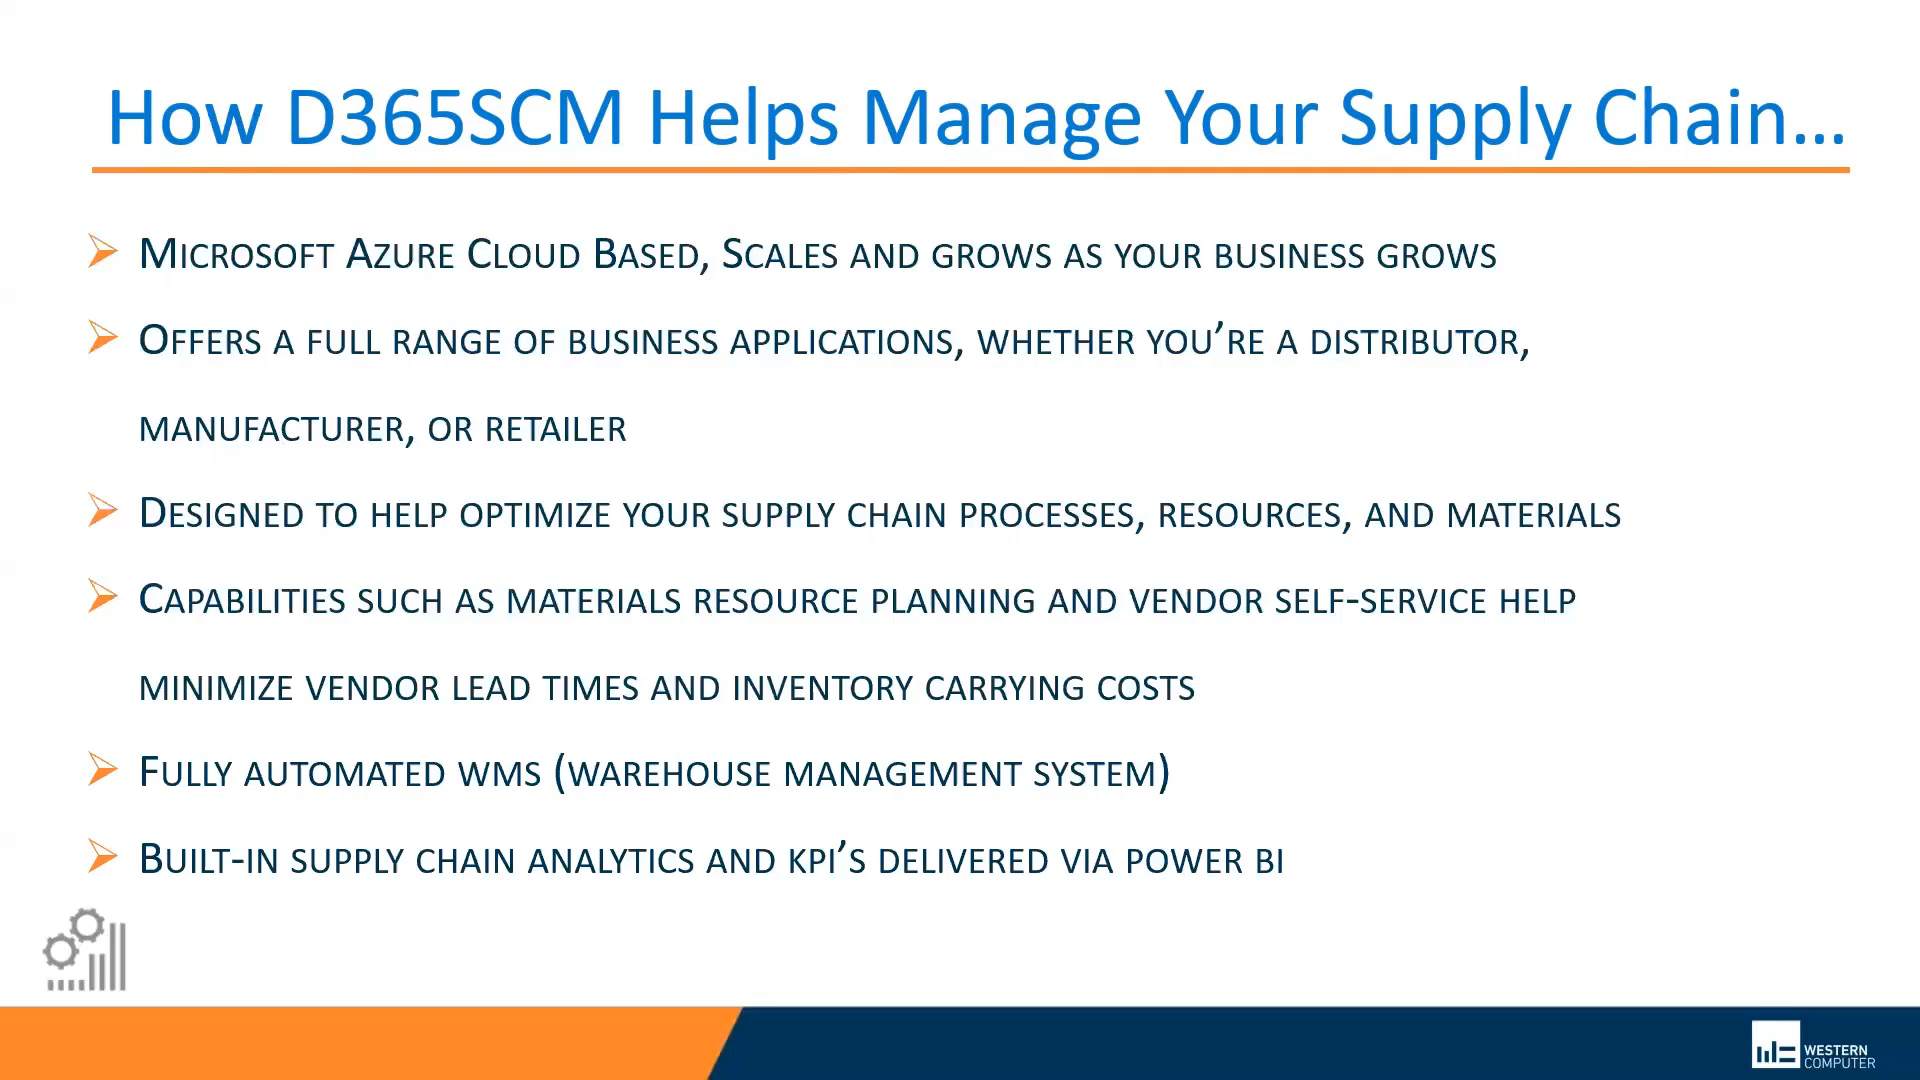 How D365SCM Helps Manage Your Supply Chain...
Microsoft Azure Cloud Based, Scales and grows as your business grows
Offers a full range of business applications, whether you’re a distributor,
manufacturer, or retailer
Designed to help optimize your supply chain processes, resources, and materials
Capabilities such as materials resource planning and vendor self-service help
minimize vendor lead times and inventory carrying costs
Fully automated wms (warehouse management system)
Built-in supply chain analytics and kpi’s delivered via power bi
WESTERN
COMPUTER